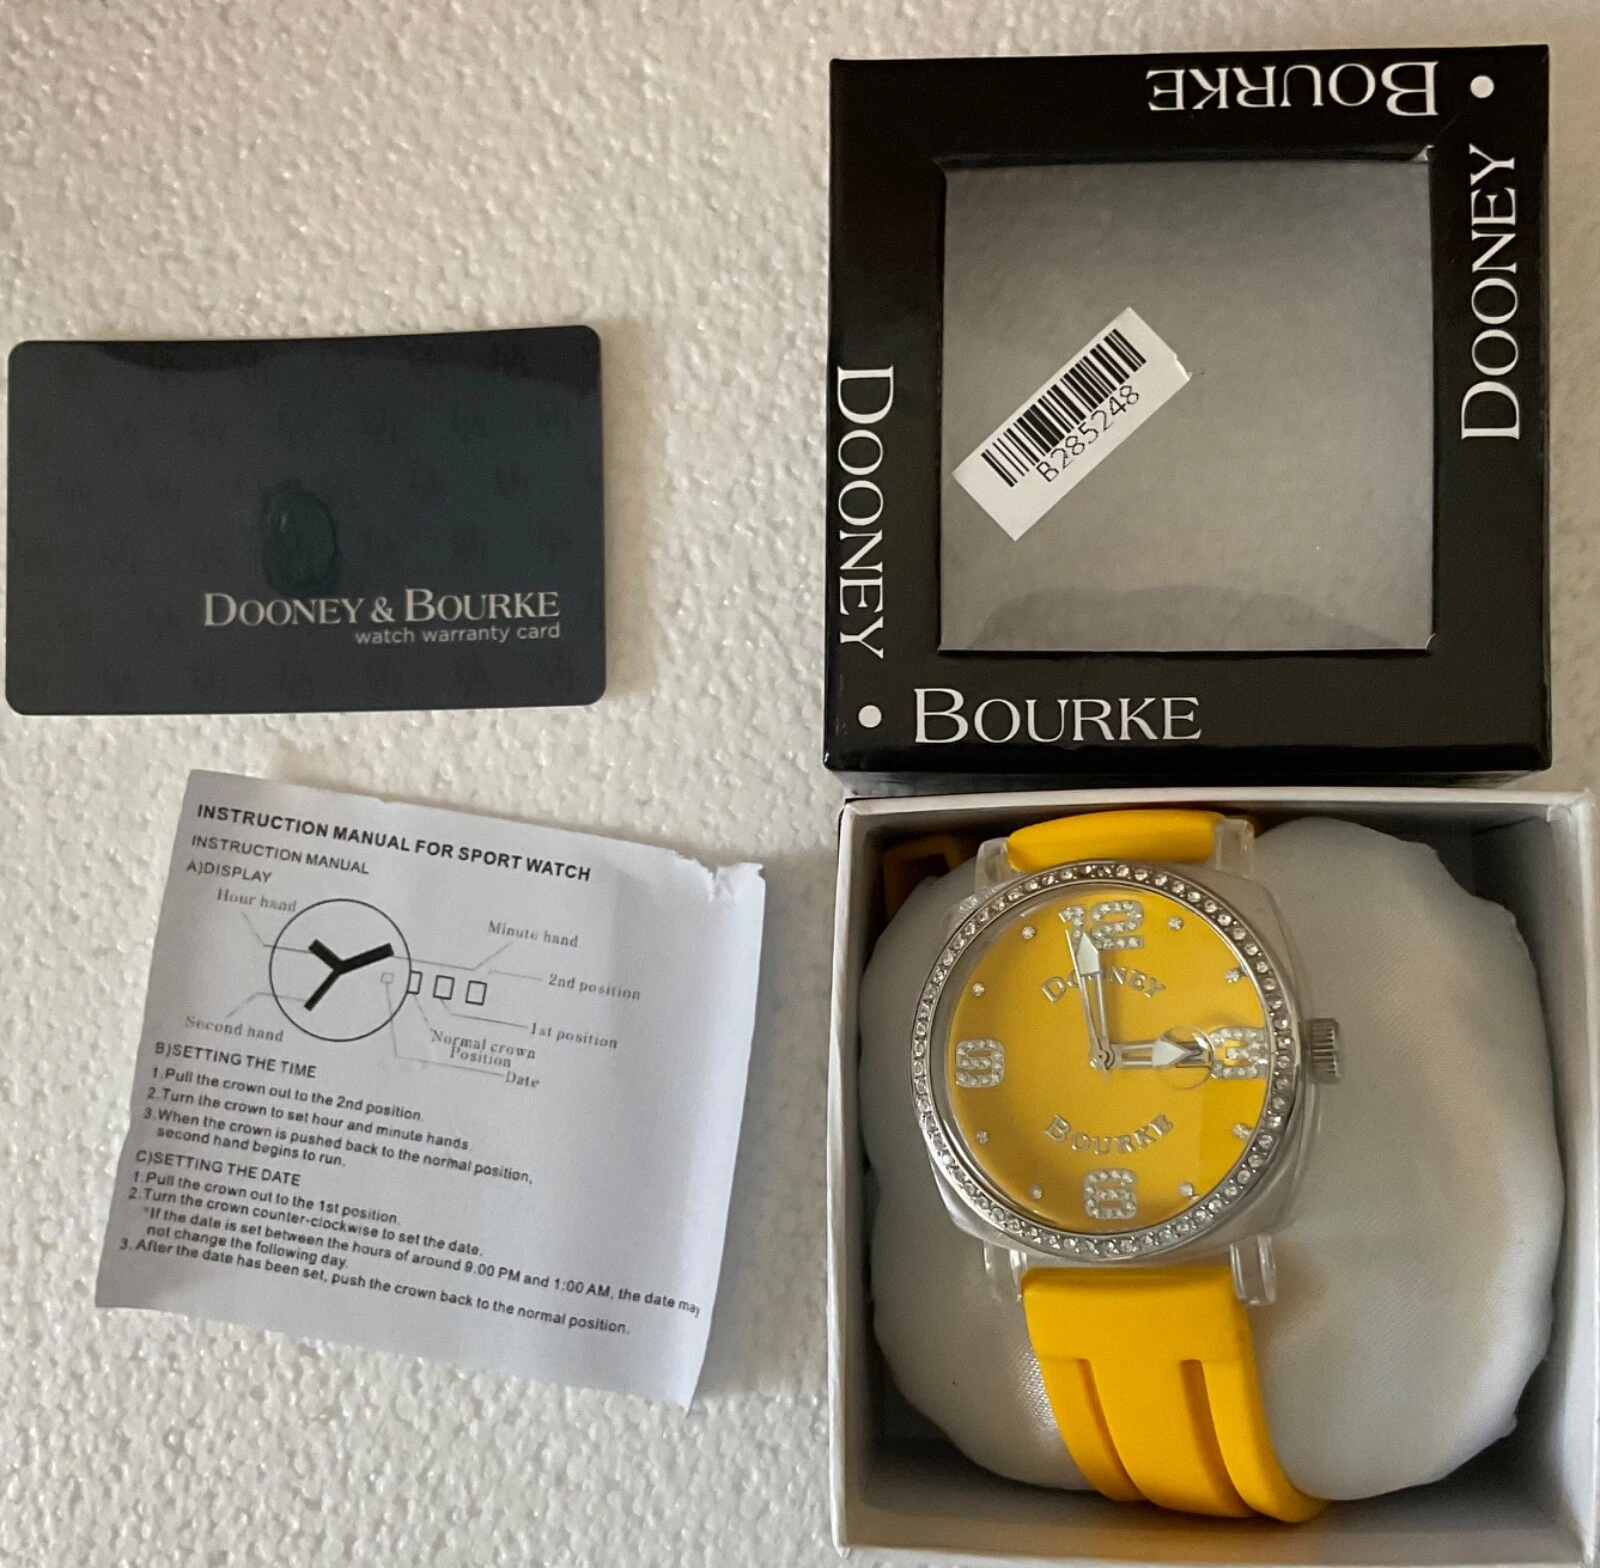 BOURKE
•
DOONEY
DOONEY
• BOURKE
B285248
DOONEY & BOURKE
watch warranty card
INSTRUCTION MANUAL FOR SPORT WATCH
INSTRUCTION MANUAL
A)DISPLAY
Hour hand
Minute hand
2nd position
1st position
Second hand
Normal crown
Position
Date
B)SETTING THE TIME
1.Pull the crown out to the 2nd position.
2.Turn the crown to set hour and minute hands
3.When the crown is pushed back to the normal position,
second hand begins to run.
C)SETTING THE DATE
1.Pull the crown out to the 1st position.
2.Turn the crown counter-clockwise to set the date.
*If the date is set between the hours of around 9:00 PM and 1:00 AM, the date may
not change the following day.
3.After the date has been set, push the crown back to the normal position.
12
DOONEY
9
3
BOURKE
6